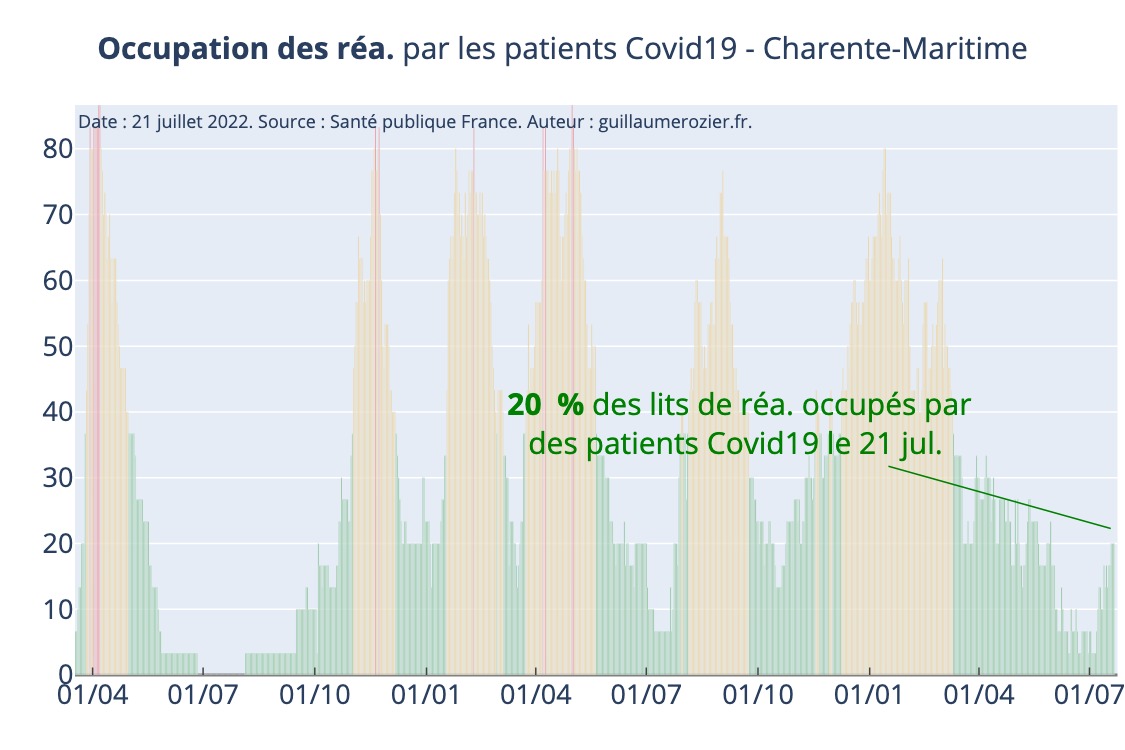 Occupation des réa. par les patients Covid19 - Charente-Maritime
Date : 21 juillet 2022. Source : Santé publique France. Auteur : guillaumerozier.fr.
80
70
60
50
40
20  % des lits de réa. occupés par
des patients Covid19 le 21 jul.
30
20
10
0
01/04 01/07 01/10 01/01 01/04 01/07 01/10 01/01 01/04 01/07